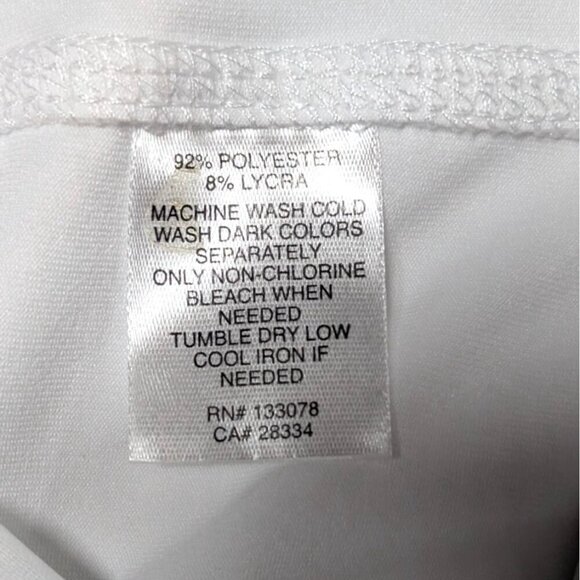 92% POLYESTER
8% LYCRA
MACHINE WASH COLD
WASH DARK COLORS
SEPARATELY
ONLY NON-CHLORINE
BLEACH WHEN
NEEDED
TUMBLE DRY LOW
COOL IRON IF
NEEDED
RN# 133078
CA# 28334